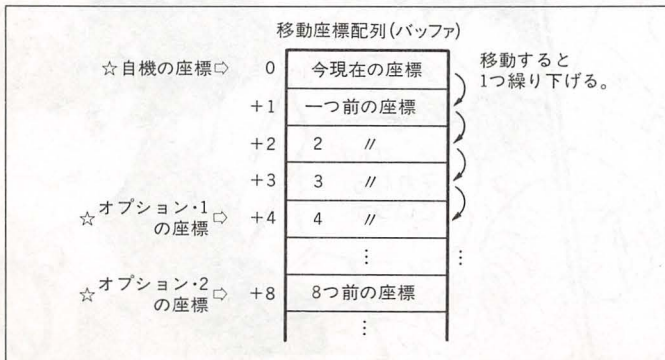 移動座標配列(バッファ)
☆自機の座標⇨ 0 今現在の座標
移動すると
1つ繰り下げる。
+1 一つ前の座標
+2 2 〃
+3 3 〃
☆オプション・1の座標⇨ +4 4 〃
⋮ ⋮
☆オプション・2の座標⇨ +8 8つ前の座標
⋮